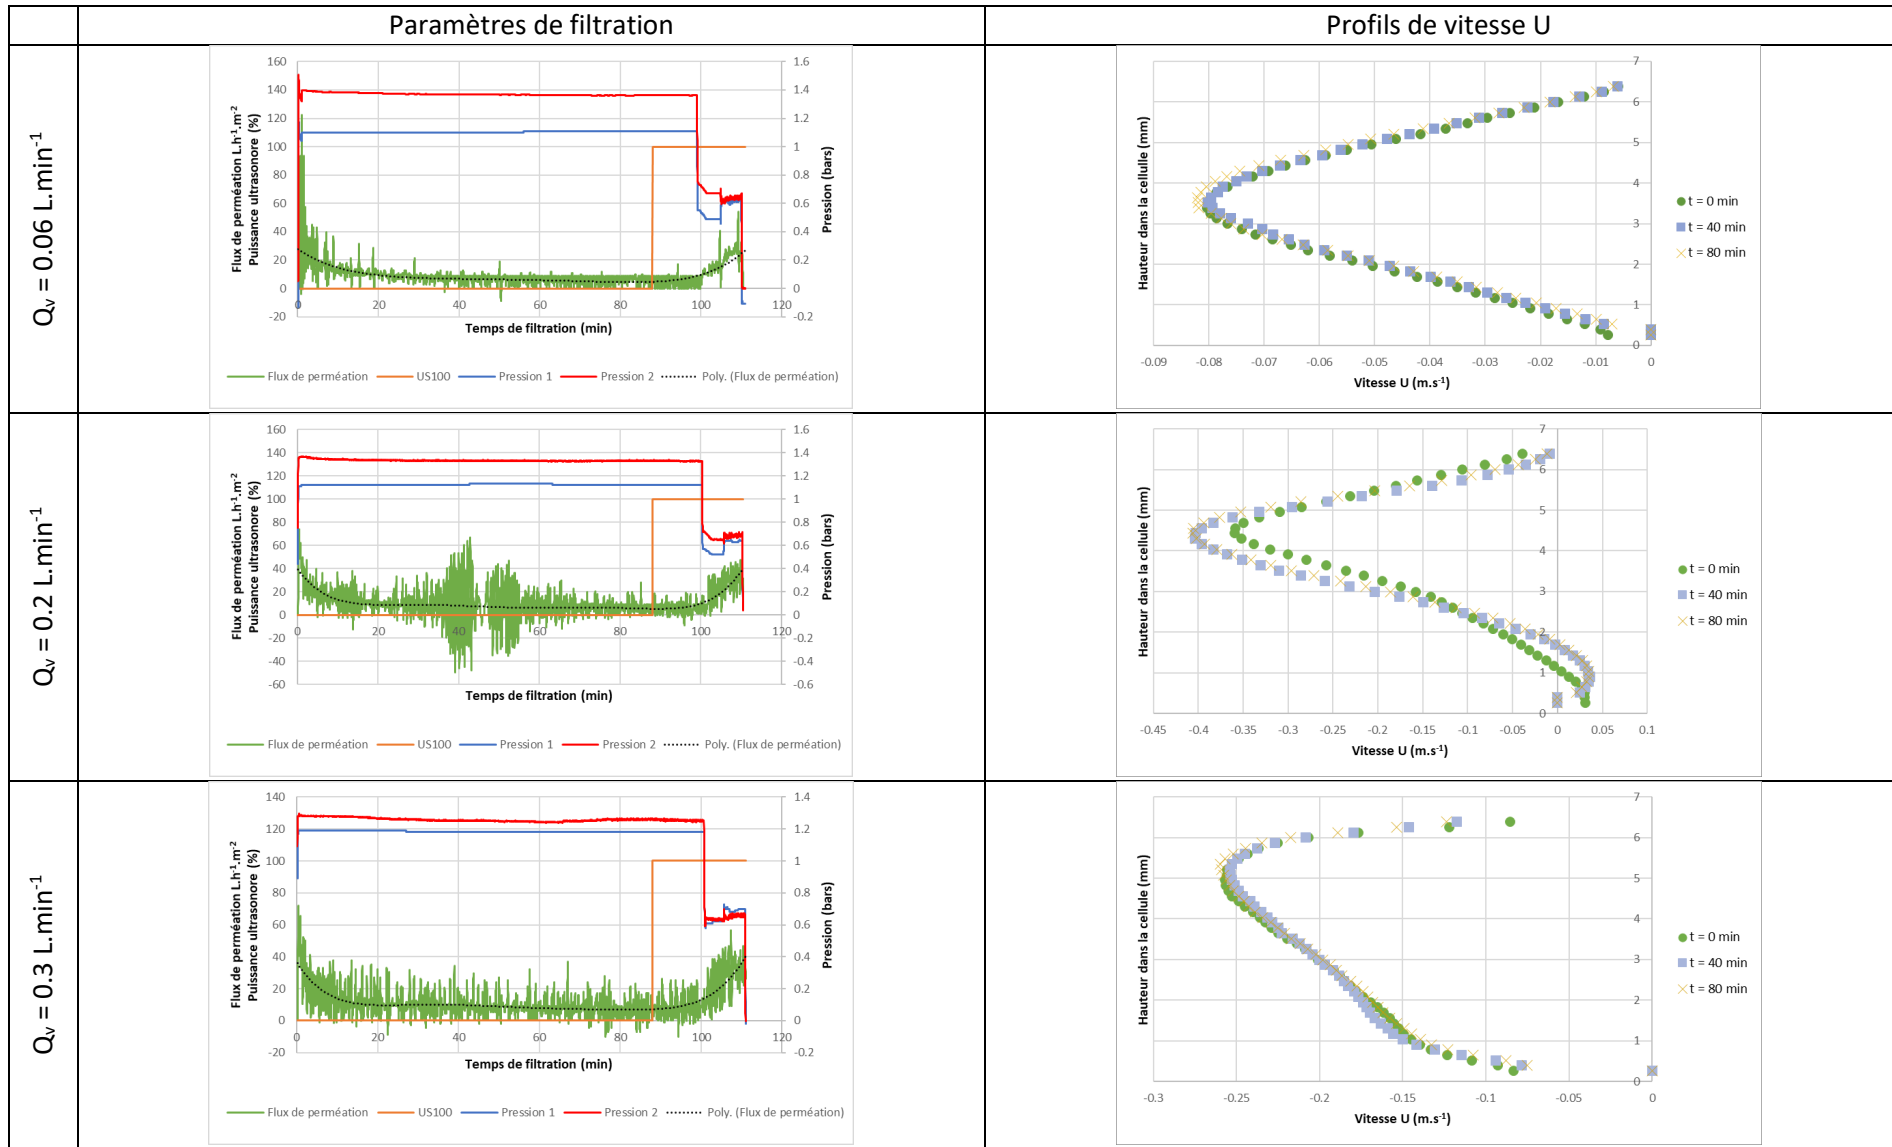 Paramètres de filtration
Profils de vitesse U
Qv = 0.06 L.min-1
Flux de perméation L.h-1.m-2
Puissance ultrasonore (%)
160
140
120
100
80
60
40
20
0
-20
1.6
1.4
1.2
1
0.8
0.6
0.4
0.2
0
-0.2
Pression (bars)
0 20 40 60 80 100 120
Temps de filtration (min)
Flux de perméation US100 Pression 1 Pression 2 Poly. (Flux de perméation)
Hauteur dans la cellulle (mm)
7
6
5
4
3
2
1
0
-0.09 -0.08 -0.07 -0.06 -0.05 -0.04 -0.03 -0.02 -0.01 0
Vitesse U (m.s-1)
t = 0 min
t = 40 min
t = 80 min
Qv = 0.2 L.min-1
Flux de perméation L.h-1.m-2
Puissance ultrasonore (%)
160
140
120
100
80
60
40
20
0
-20
-40
-60
1.6
1.4
1.2
1
0.8
0.6
0.4
0.2
0
-0.2
-0.4
-0.6
Pression (bars)
0 20 40 60 80 100 120
Temps de filtration (min)
Flux de perméation US100 Pression 1 Pression 2 Poly. (Flux de perméation)
Hauteur dans la cellule (mm)
7
6
5
4
3
2
1
0
-0.45 -0.4 -0.35 -0.3 -0.25 -0.2 -0.15 -0.1 -0.05 0 0.05 0.1
Vitesse U (m.s-1)
t = 0 min
t = 40 min
t = 80 min
Qv = 0.3 L.min-1
Flux de perméation L.h-1.m-2
Puissance ultrasonore (%)
140
120
100
80
60
40
20
0
-20
1.4
1.2
1
0.8
0.6
0.4
0.2
0
-0.2
Pression (bars)
0 20 40 60 80 100 120
Temps de filtration (min)
Flux de perméation US100 Pression 1 Pression 2 Poly. (Flux de perméation)
Hauteur dans la cellule (mm)
7
6
5
4
3
2
1
0
-0.3 -0.25 -0.2 -0.15 -0.1 -0.05 0
Vitesse U (m.s-1)
t = 0 min
t = 40 min
t = 80 min